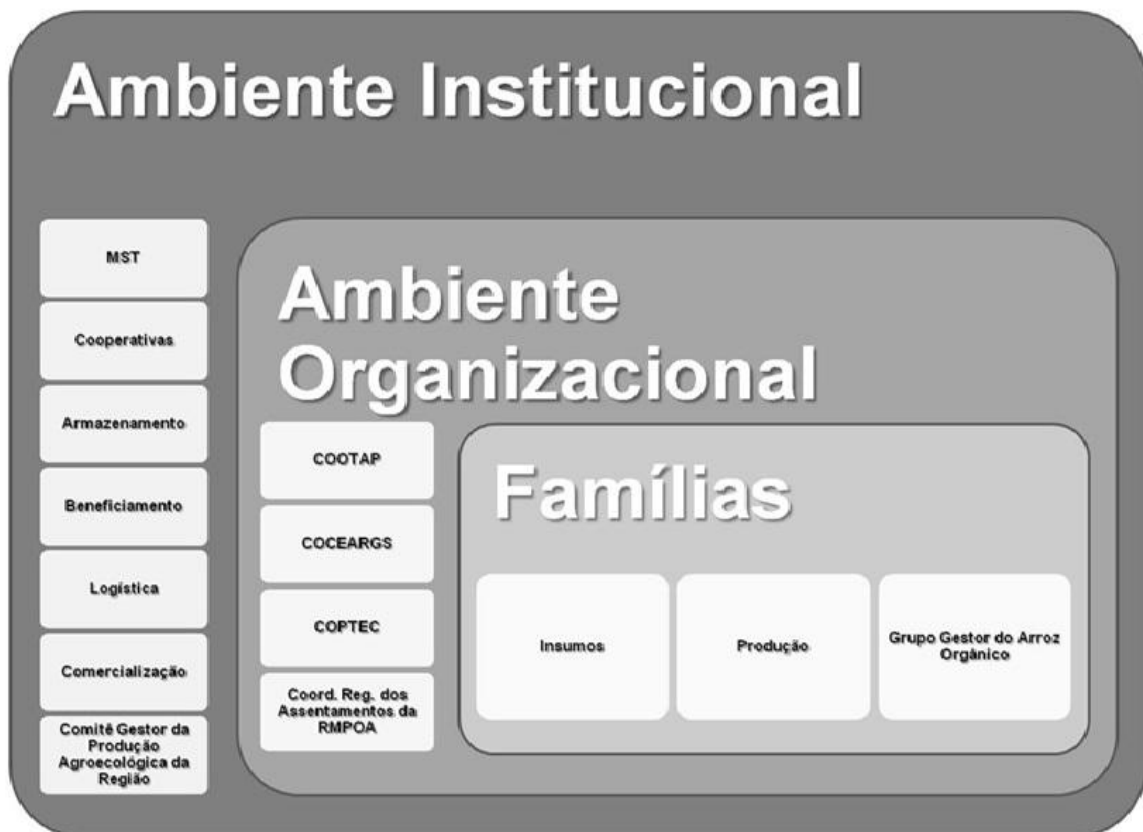 Ambiente Institucional
MST
Cooperativas
Armazenamento
Beneficiamento
Logística
Comercialização
Comitê Gestor da
Produção
Agroecológica da
Região
Ambiente
Organizacional
COOTAP
COCEARGS
COPTEC
Coord. Reg. dos
Assentamentos da
RMPOA
Famílias
Insumos
Produção
Grupo Gestor do Arroz
Orgânico